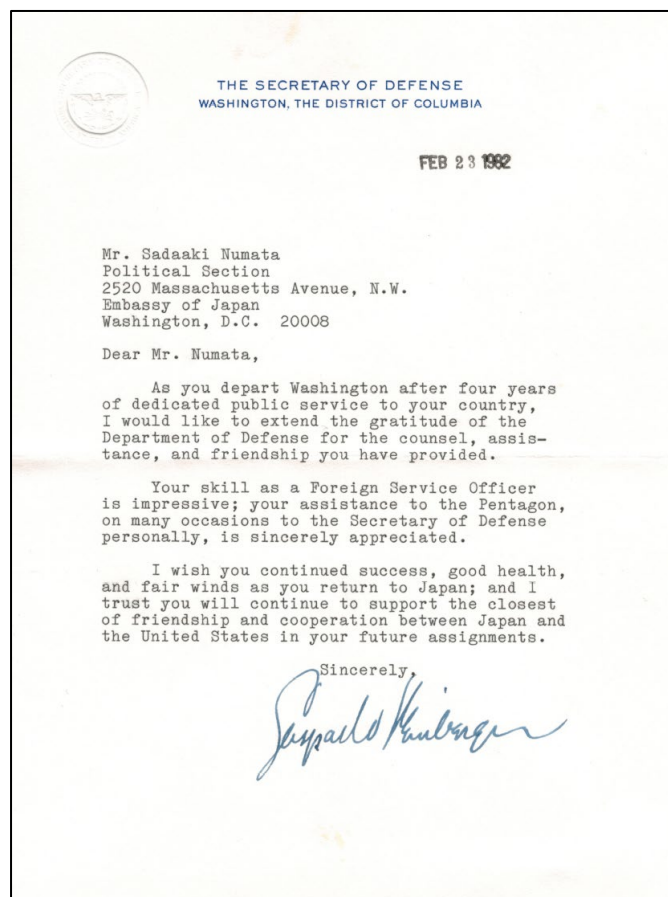 THE SECRETARY OF DEFENSE
WASHINGTON, THE DISTRICT OF COLUMBIA
FEB 23 1982
Mr. Sadaaki Numata
Political Section
2520 Massachusetts Avenue, N.W.
Embassy of Japan
Washington, D.C. 20008
Dear Mr. Numata,
As you depart Washington after four years
of dedicated public service to your country,
I would like to extend the gratitude of the
Department of Defense for the counsel, assis-
tance, and friendship you have provided.
Your skill as a Foreign Service Officer
is impressive; your assistance to the Pentagon,
on many occasions to the Secretary of Defense
personally, is sincerely appreciated.
I wish you continued success, good health,
and fair winds as you return to Japan; and I
trust you will continue to support the closest
of friendship and cooperation between Japan and
the United States in your future assignments.
Sincerely,
Caspar W Weinberger